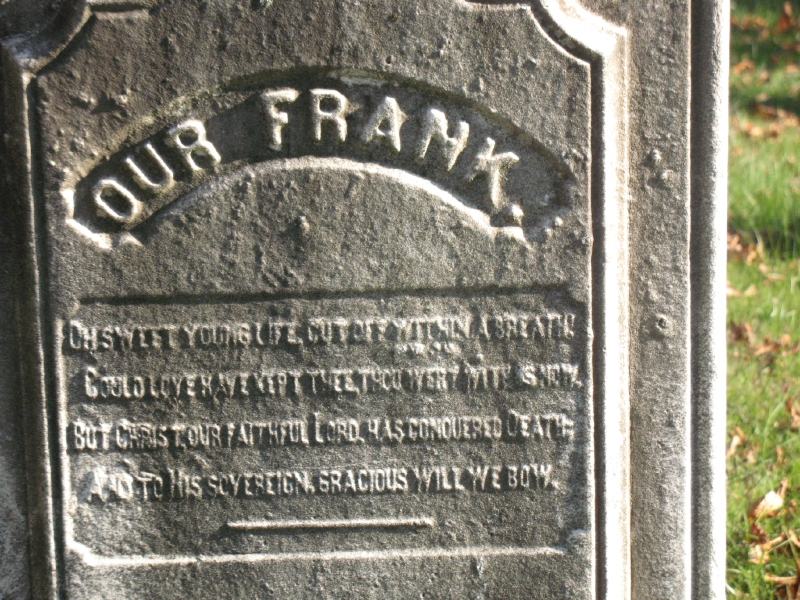 OUR FRANK.
OH SWEET YOUNG LIFE, CUT OFF WITHIN A BREATH!
COULD LOVE HAVE KEPT THEE, THOU WERT WITH US NOW.
BUT CHRIST, OUR FAITHFUL LORD, HAS CONQUERED DEATH;
AND TO HIS SOVEREIGN, GRACIOUS WILL WE BOW.